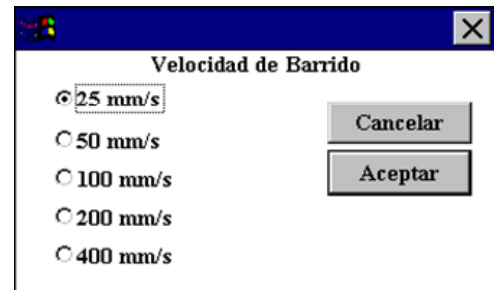 Velocidad de Barrido
25 mm/s
50 mm/s
100 mm/s
200 mm/s
400 mm/s
Cancelar
Aceptar